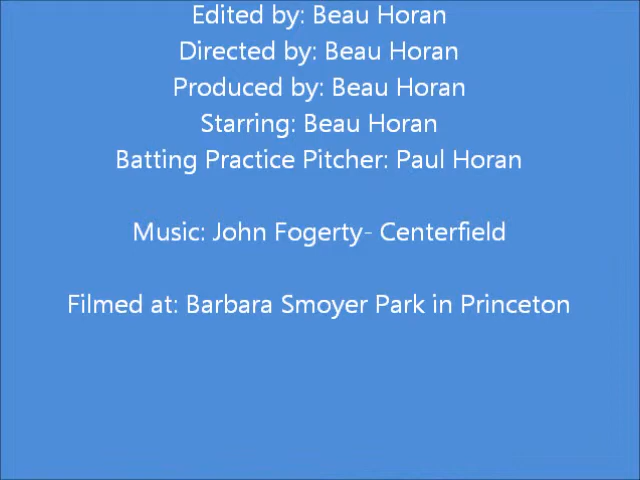 Edited by: Beau Horan
Directed by: Beau Horan
Produced by: Beau Horan
Starring: Beau Horan
Batting Practice Pitcher: Paul Horan
Music: John Fogerty- Centerfield
Filmed at: Barbara Smoyer Park in Princeton